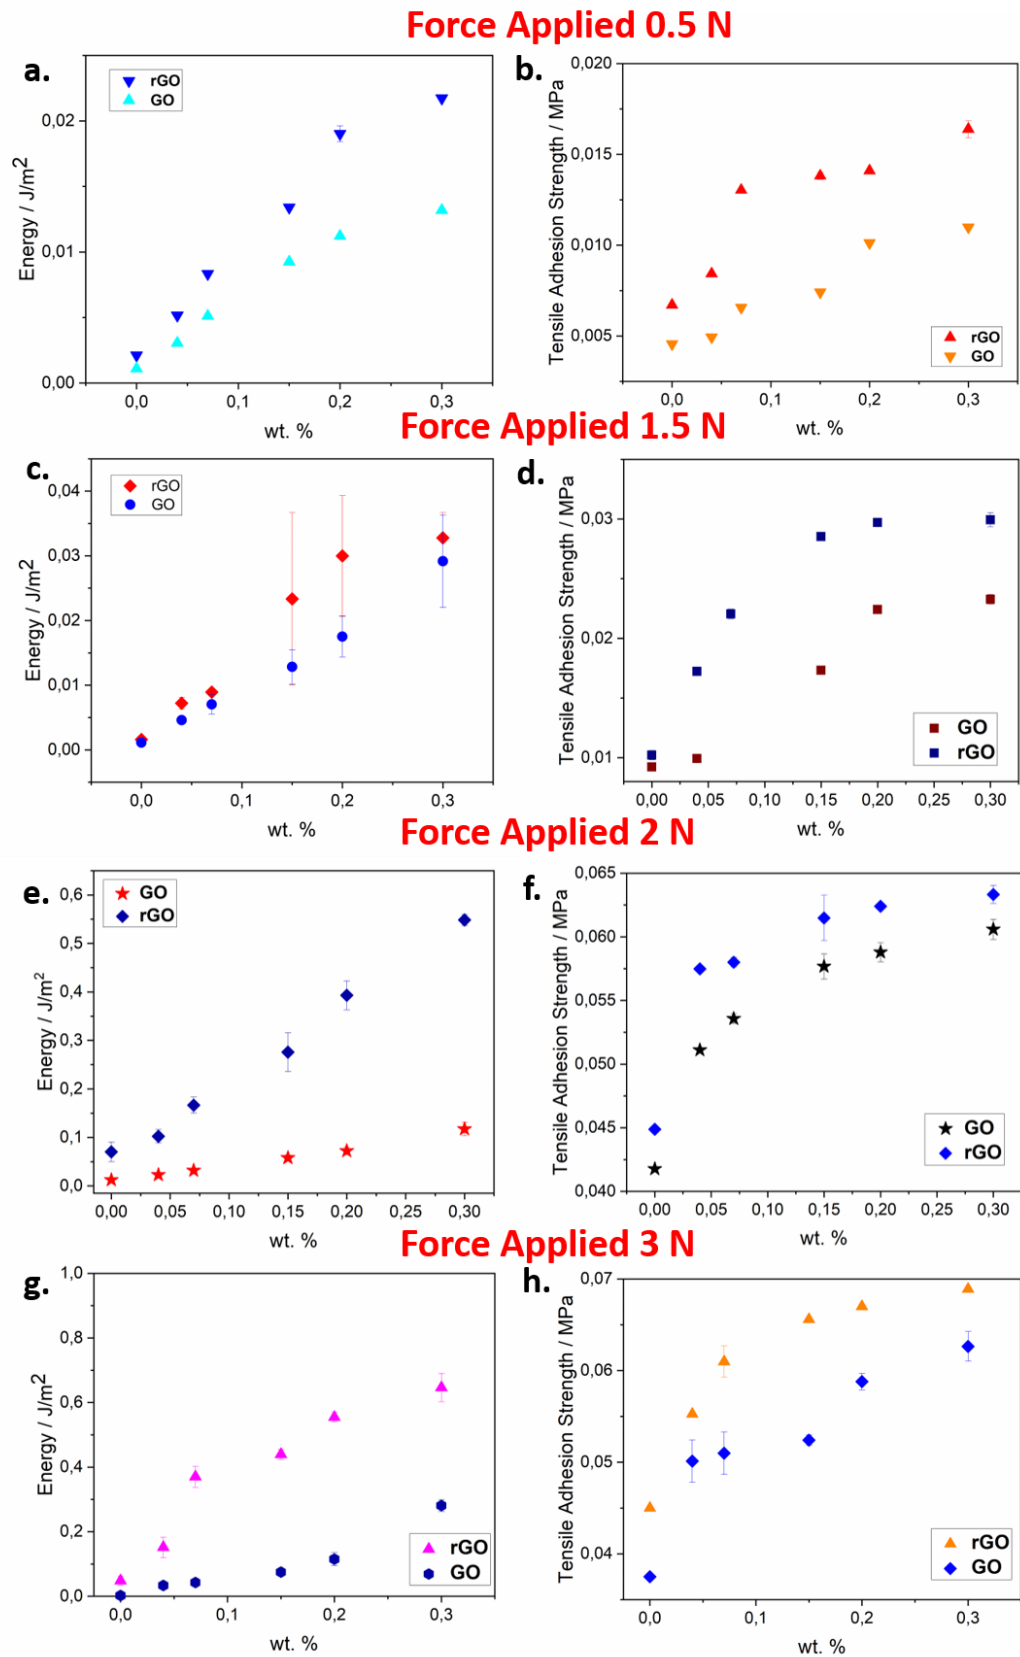 Force Applied 0.5 N
a.
rGO
GO
Energy / J/m²
0,02
0,01
0,00
0,0 0,1 0,2 0,3
wt. %
b.
Tensile Adhesion Strength / MPa
0,020
0,015
0,010
0,005
rGO
GO
0,0 0,1 0,2 0,3
wt. %
Force Applied 1.5 N
c.
rGO
GO
Energy / J/m²
0,04
0,03
0,02
0,01
0,00
0,0 0,1 0,2 0,3
wt. %
d.
Tensile Adhesion Strength / MPa
0,03
0,02
0,01
GO
rGO
0,00 0,05 0,10 0,15 0,20 0,25 0,30
wt. %
Force Applied 2 N
e.
GO
rGO
Energy / J/m²
0,6
0,5
0,4
0,3
0,2
0,1
0,0
0,00 0,05 0,10 0,15 0,20 0,25 0,30
wt. %
f.
Tensile Adhesion Strength / MPa
0,065
0,060
0,055
0,050
0,045
0,040
GO
rGO
0,00 0,05 0,10 0,15 0,20 0,25 0,30
wt. %
Force Applied 3 N
g.
Energy / J/m²
1,0
0,8
0,6
0,4
0,2
0,0
rGO
GO
0,0 0,1 0,2 0,3
wt. %
h.
Tensile Adhesion Strength / MPa
0,07
0,06
0,05
0,04
rGO
GO
0,0 0,1 0,2 0,3
wt. %